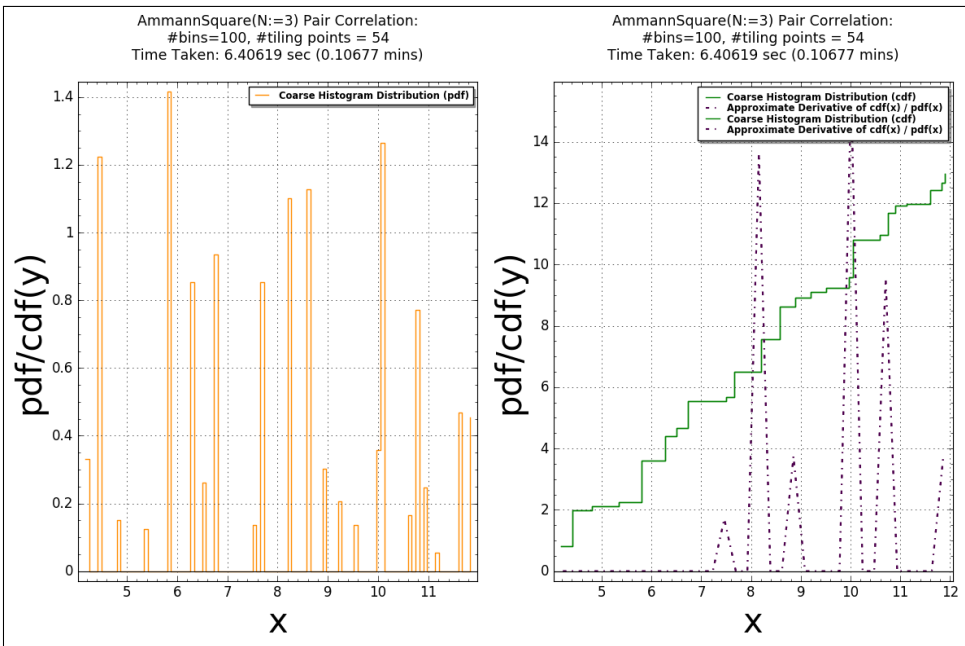 AmmannSquare(N:=3) Pair Correlation:
#bins=100, #tiling points = 54
Time Taken: 6.40619 sec (0.10677 mins)
Coarse Histogram Distribution (pdf)
pdf/cdf(y)
1.4
1.2
1
0.8
0.6
0.4
0.2
0
5 6 7 8 9 10 11
X
AmmannSquare(N:=3) Pair Correlation:
#bins=100, #tiling points = 54
Time Taken: 6.40619 sec (0.10677 mins)
Coarse Histogram Distribution (cdf)
Approximate Derivative of cdf(x) / pdf(x)
Coarse Histogram Distribution (cdf)
Approximate Derivative of cdf(x) / pdf(x)
pdf/cdf(y)
14
12
10
8
6
4
2
0
5 6 7 8 9 10 11 12
X